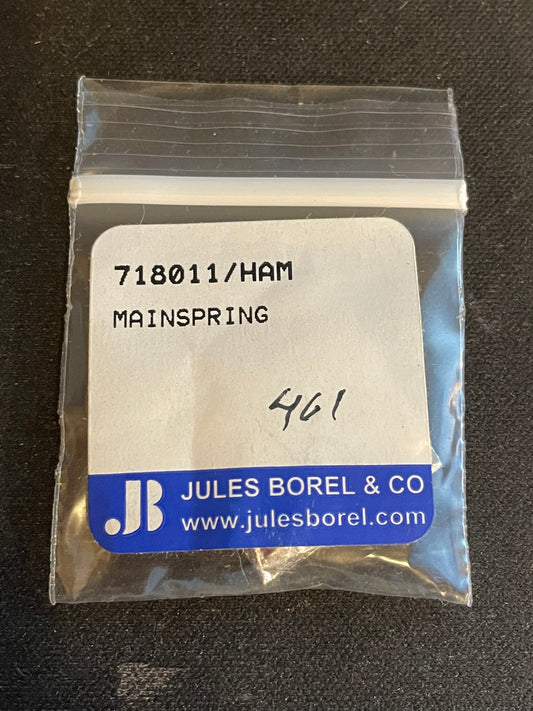 718011/HAM
MAINSPRING
461
JB JULES BOREL & CO
www.julesborel.com